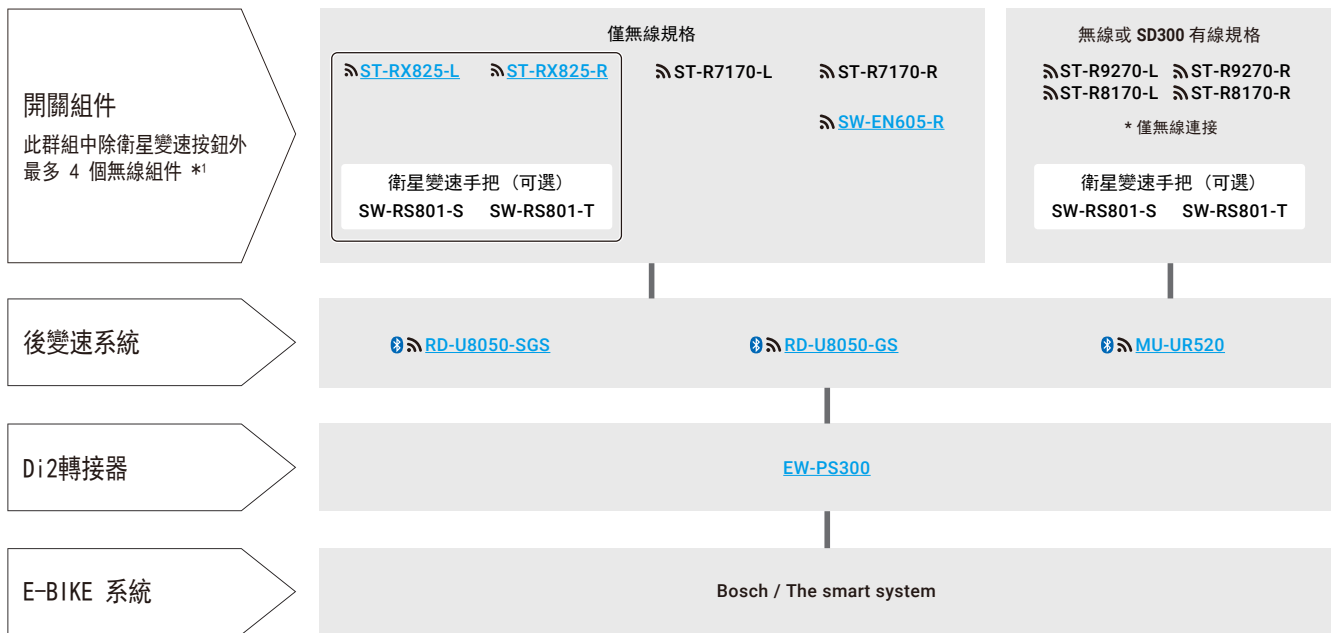 開關組件
此群組中除衛星變速按鈕外
最多 4 個無線組件 *1
僅無線規格
ST-RX825-L ST-RX825-R ST-R7170-L ST-R7170-R
SW-EN605-R
衛星變速手把（可選）
SW-RS801-S SW-RS801-T
無線或 SD300 有線規格
ST-R9270-L ST-R9270-R
ST-R8170-L ST-R8170-R
* 僅無線連接
衛星變速手把（可選）
SW-RS801-S SW-RS801-T
後變速系統
RD-U8050-SGS RD-U8050-GS MU-UR520
Di2轉接器
EW-PS300
E-BIKE 系統
Bosch / The smart system